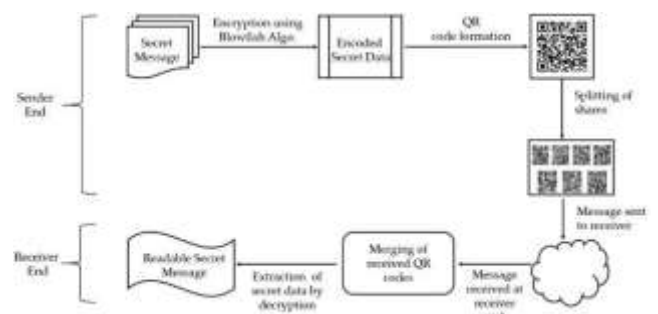 Secret
Message
Encryption using
Blowfish Algo
Encoded
Secret Data
QR
code formation
Sender
End
Splitting of
shares
Message sent
to receiver
Receiver
End
Readable Secret
Message
Extraction of
secret data by
decryption
Merging of
received QR
codes
Message
received at
receiver